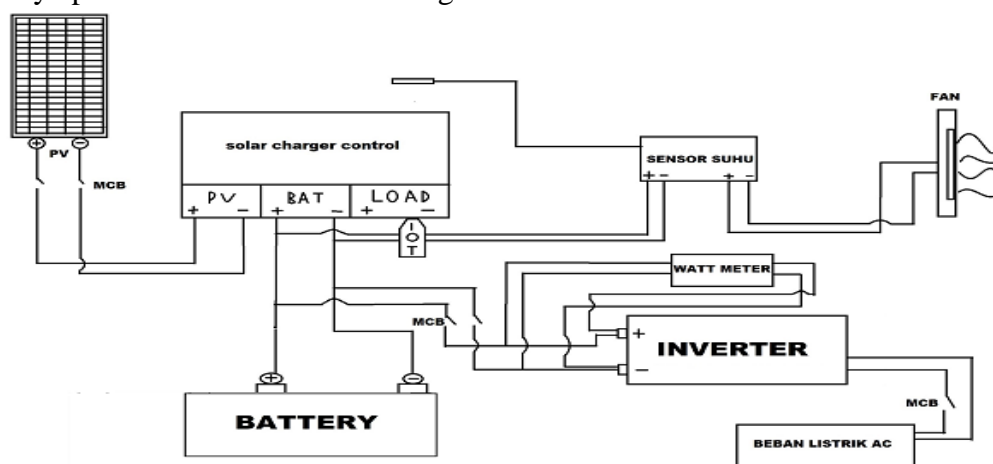 FAN
solar charger control
SENSOR SUHU
+ - + -
+ PV -
MCB
PV BAT LOAD
+ - + - + -
IOT
WATT METER
MCB
+
INVERTER
-
+ -
BATTERY
MCB
BEBAN LISTRIK AC